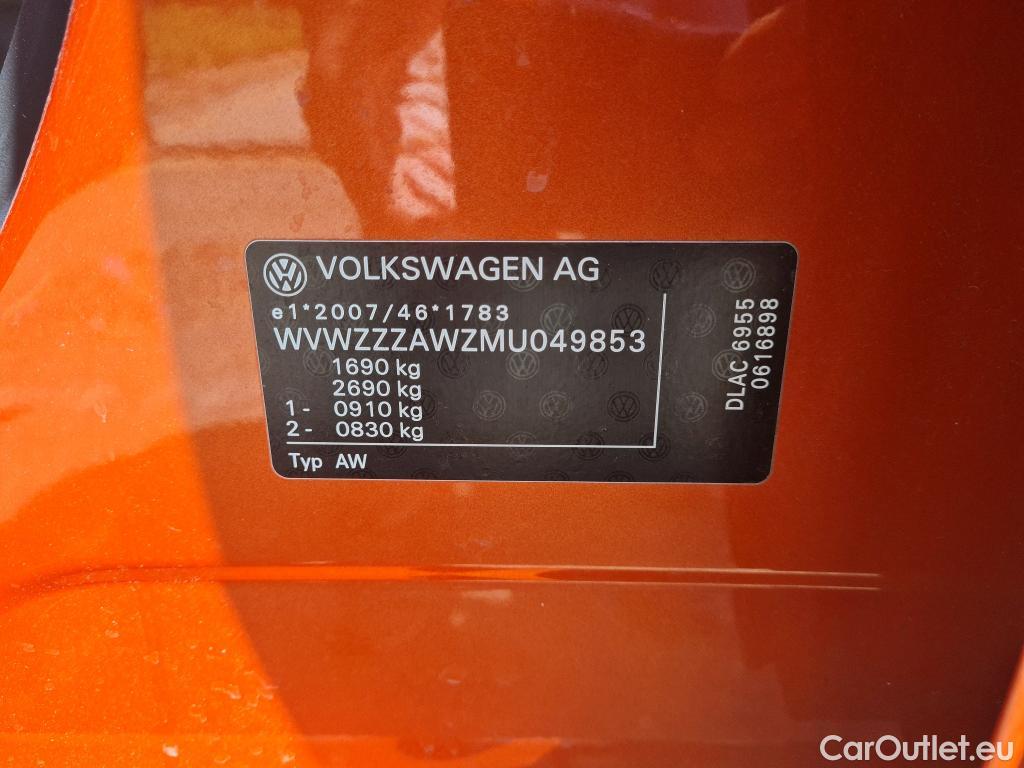 VOLKSWAGEN AG
e1*2007/46*1783
WVWZZZAWZMU049853
1690 kg
2690 kg
1- 0910 kg
2- 0830 kg
Typ AW
DLAC 6955
0616898
CarOutlet.eu